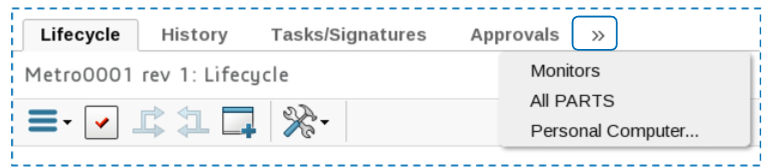 Lifecycle History Tasks/Signatures Approvals »
Metro0001 rev 1: Lifecycle
Monitors
All PARTS
Personal Computer...